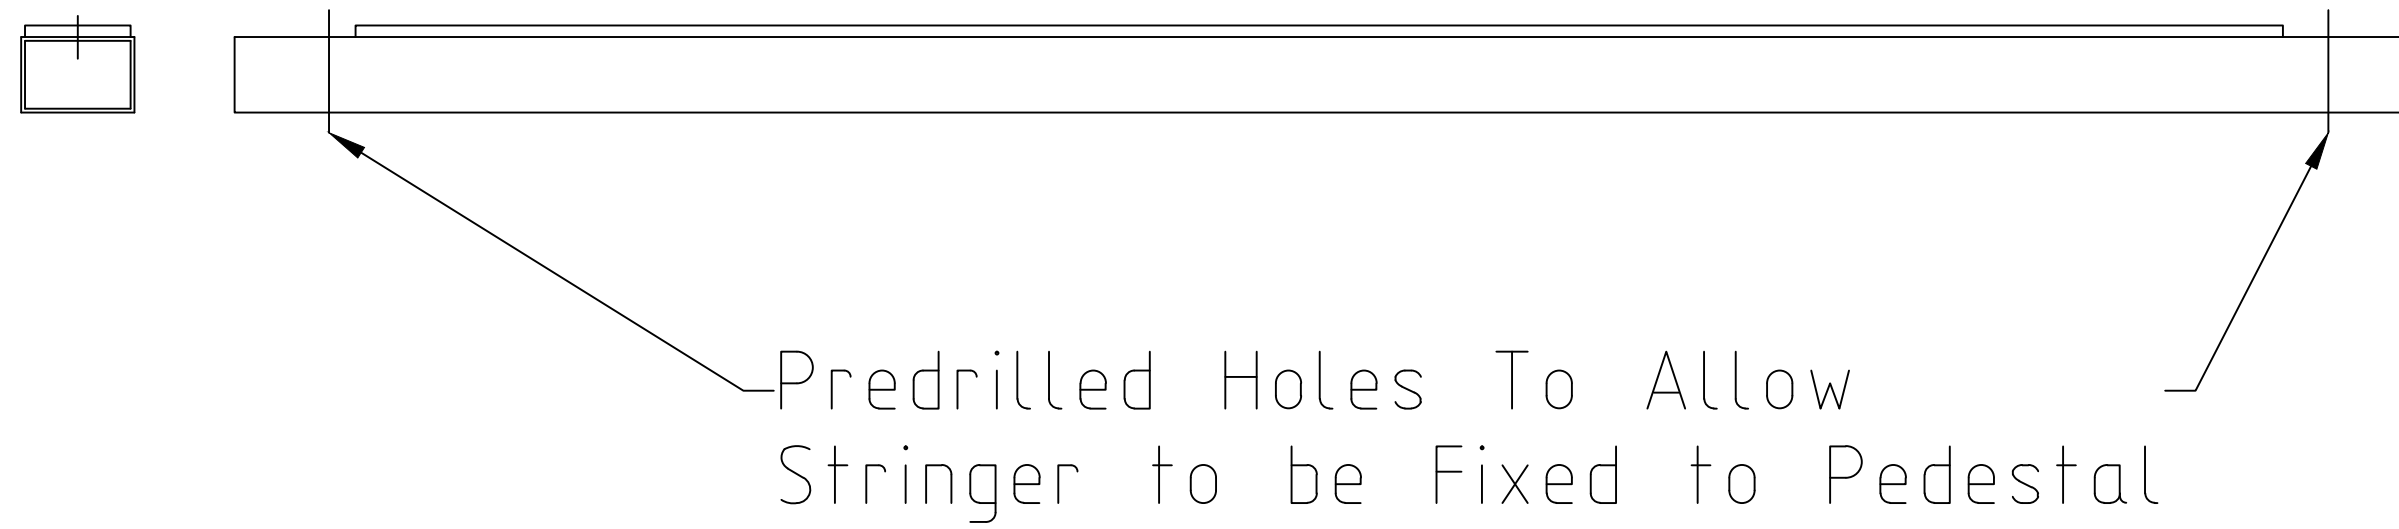 Predrilled Holes To Allow
Stringer to be Fixed to Pedestal